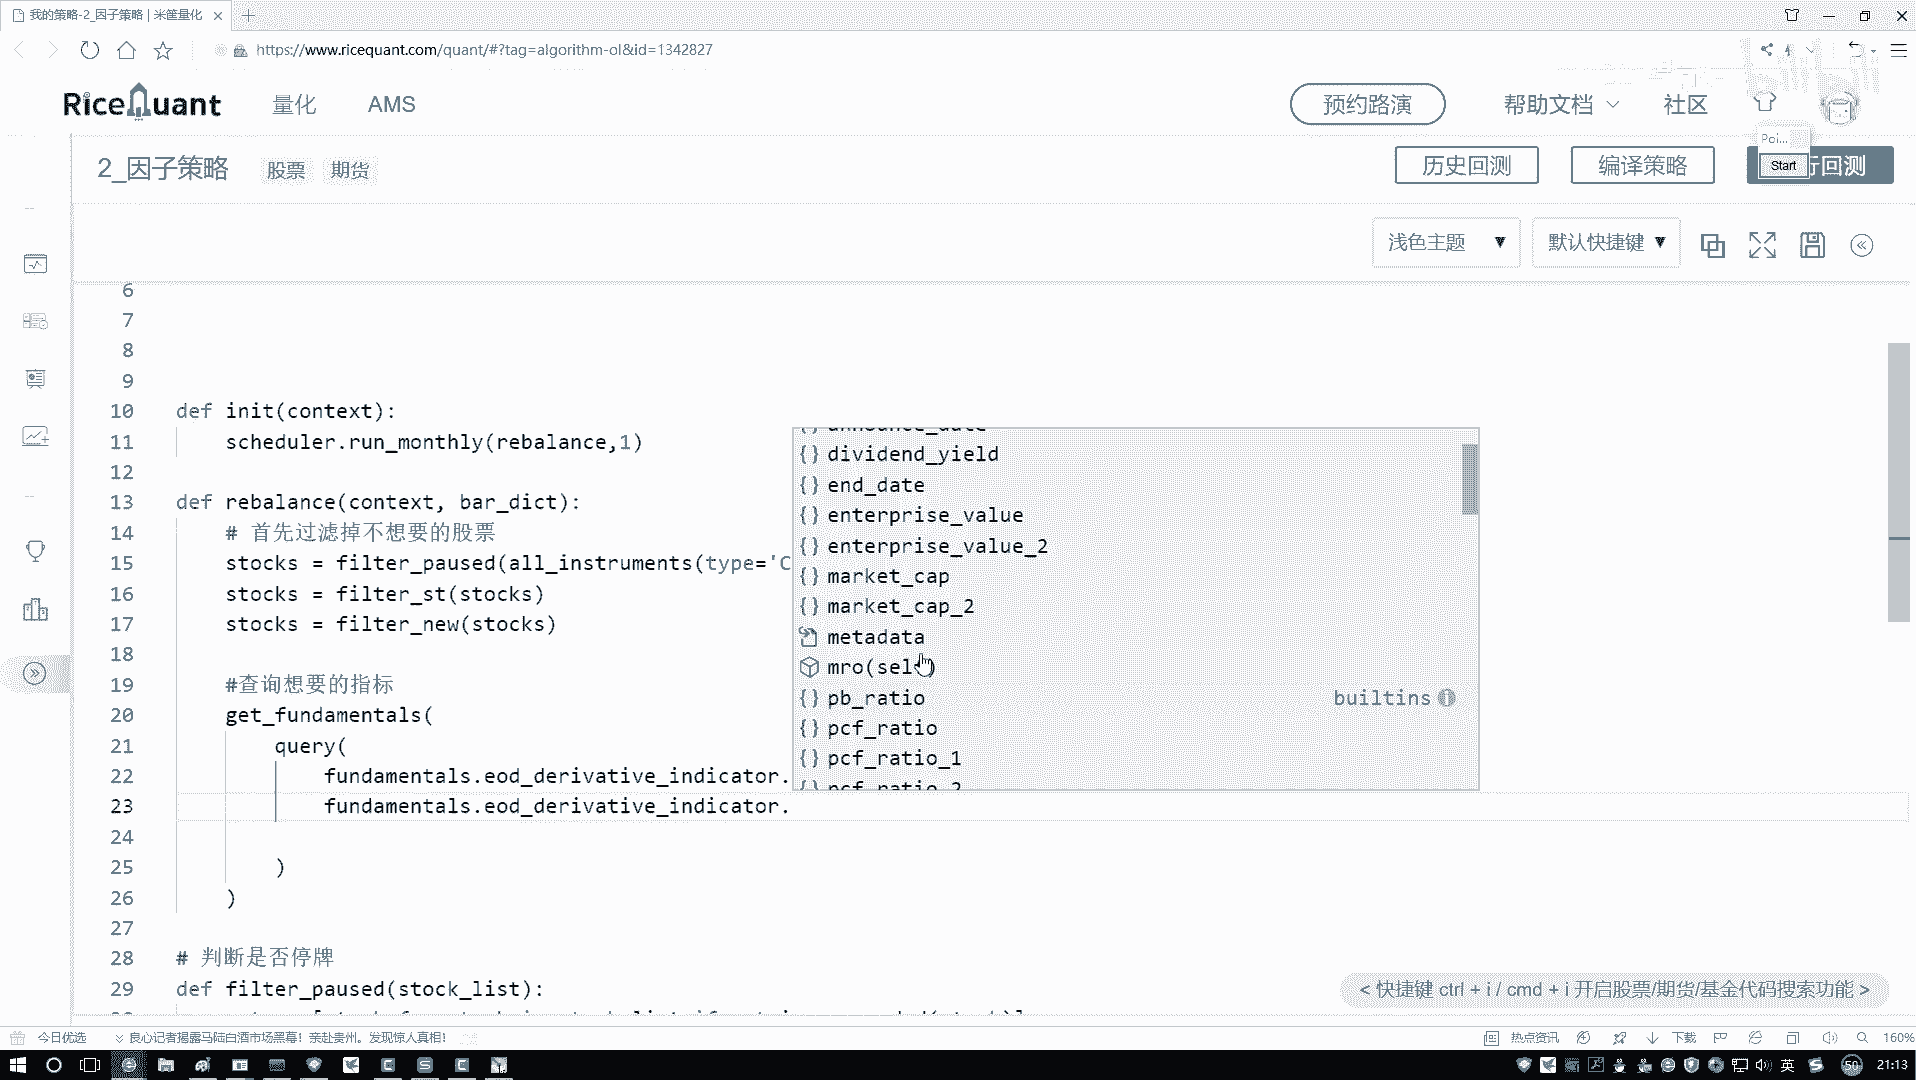 我的策略-2_因子策略 | 米筐量化
https://www.ricequant.com/quant/#?tag=algorithm-ol&id=1342827
RiceQuant 量化 AMS 预约路演 帮助文档 社区
Poi...
2_因子策略 股票 期货 历史回测 编译策略 Start 行回测
浅色主题 默认快捷键
6
7
8
9
10 def init(context):
11 scheduler.run_monthly(rebalance,1)
12
13 def rebalance(context, bar_dict):
14 # 首先过滤掉不想要的股票
15 stocks = filter_paused(all_instruments(type='C
16 stocks = filter_st(stocks)
17 stocks = filter_new(stocks)
18
19 #查询想要的指标
20 get_fundamentals(
21 query(
22 fundamentals.eod_derivative_indicator.
23 fundamentals.eod_derivative_indicator.
24
25 )
26 )
27
28 # 判断是否停牌
29 def filter_paused(stock_list):
announce_date
dividend_yield
end_date
enterprise_value
enterprise_value_2
market_cap
market_cap_2
metadata
mro(self)
pb_ratio builtins
pcf_ratio
pcf_ratio_1
pcf_ratio_2
< 快捷键 ctrl + i / cmd + i 开启股票/期货/基金代码搜索功能 >
今日优选 良心记者揭露马陆白酒市场黑幕！亲赴贵州。发现惊人真相！ 热点资讯 下载 160%
英 50 21:13